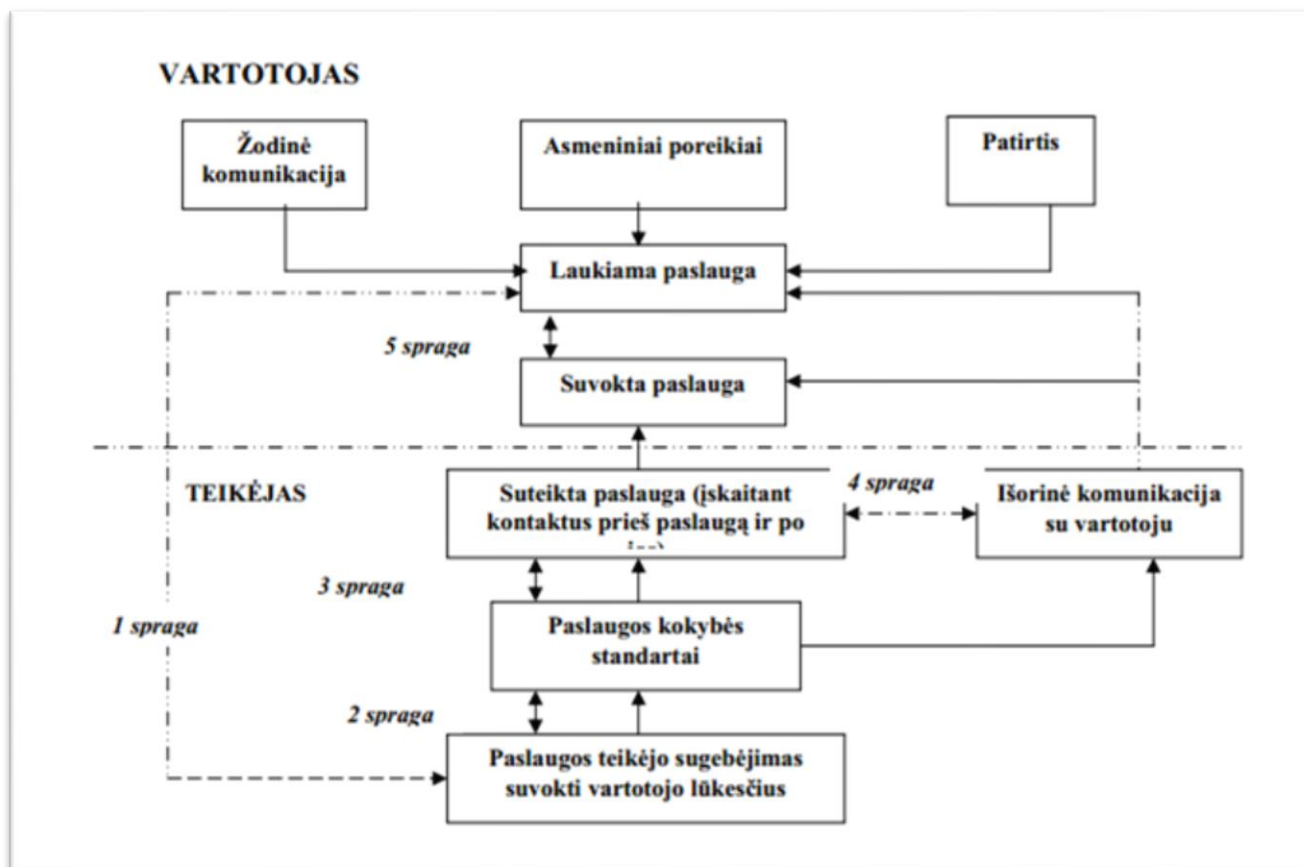 VARTOTOJAS
Žodinė
komunikacija
Asmeniniai poreikiai
Patirtis
Laukiama paslauga
5 spraga
Suvokta paslauga
TEIKĖJAS
Suteikta paslauga (įskaitant
kontaktus prieš paslaugą ir po
4 spraga
Išorinė komunikacija
su vartotoju
3 spraga
1 spraga
Paslaugos kokybės
standartai
2 spraga
Paslaugos teikėjo sugebėjimas
suvokti vartotojo lūkesčius